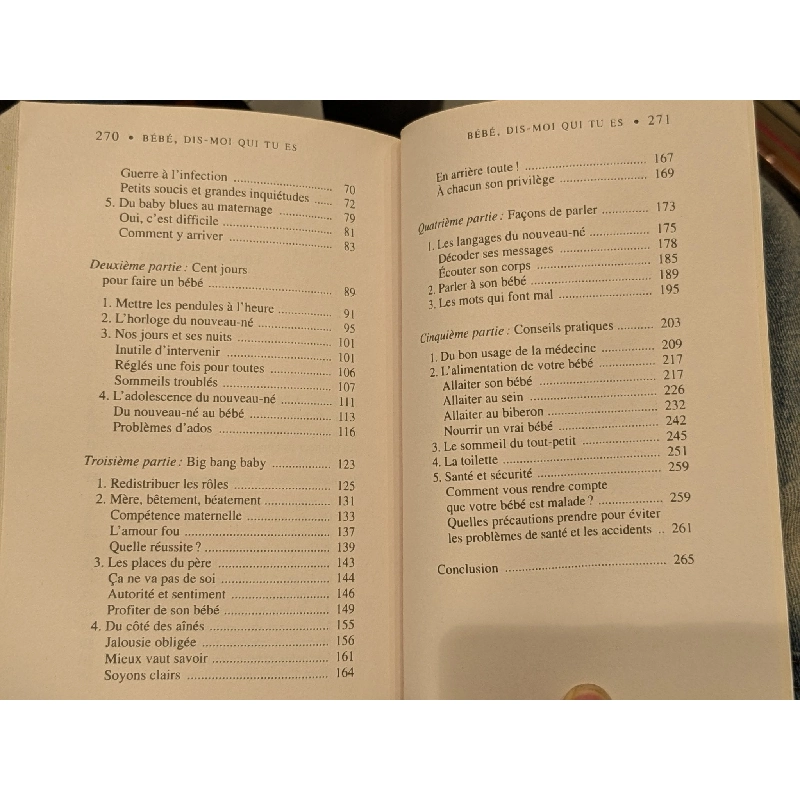 270 • BÉBÉ, DIS-MOI QUI TU ES
Guerre à l'infection ........ 70
Petits soucis et grandes inquiétudes ........ 72
5. Du baby blues au maternage ........ 79
Oui, c'est difficile ........ 81
Comment y arriver ........ 83
Deuxième partie : Cent jours
pour faire un bébé ........ 89
1. Mettre les pendules à l'heure ........ 91
2. L'horloge du nouveau-né ........ 95
3. Nos jours et ses nuits ........ 101
Inutile d'intervenir ........ 101
Réglés une fois pour toutes ........ 106
Sommeils troublés ........ 107
4. L'adolescence du nouveau-né ........ 111
Du nouveau-né au bébé ........ 113
Problèmes d'ados ........ 116
Troisième partie : Big bang baby ........ 123
1. Redistribuer les rôles ........ 125
2. Mère, bêtement, béatement ........ 131
Compétence maternelle ........ 133
L'amour fou ........ 137
Quelle réussite ? ........ 139
3. Les places du père ........ 143
Ça ne va pas de soi ........ 144
Autorité et sentiment ........ 146
Profiter de son bébé ........ 149
4. Du côté des aînés ........ 155
Jalousie obligée ........ 156
Mieux vaut savoir ........ 161
Soyons clairs ........ 164
BÉBÉ, DIS-MOI QUI TU ES • 271
En arrière toute ! ........ 167
À chacun son privilège ........ 169
Quatrième partie : Façons de parler ........ 173
1. Les langages du nouveau-né ........ 175
Décoder ses messages ........ 178
Écouter son corps ........ 185
2. Parler à son bébé ........ 189
3. Les mots qui font mal ........ 195
Cinquième partie : Conseils pratiques ........ 203
1. Du bon usage de la médecine ........ 209
2. L'alimentation de votre bébé ........ 217
Allaiter son bébé ........ 217
Allaiter au sein ........ 226
Allaiter au biberon ........ 232
Nourrir un vrai bébé ........ 242
3. Le sommeil du tout-petit ........ 245
4. La toilette ........ 251
5. Santé et sécurité ........ 259
Comment vous rendre compte
que votre bébé est malade ? ........ 259
Quelles précautions prendre pour éviter
les problèmes de santé et les accidents .. 261
Conclusion ........ 265